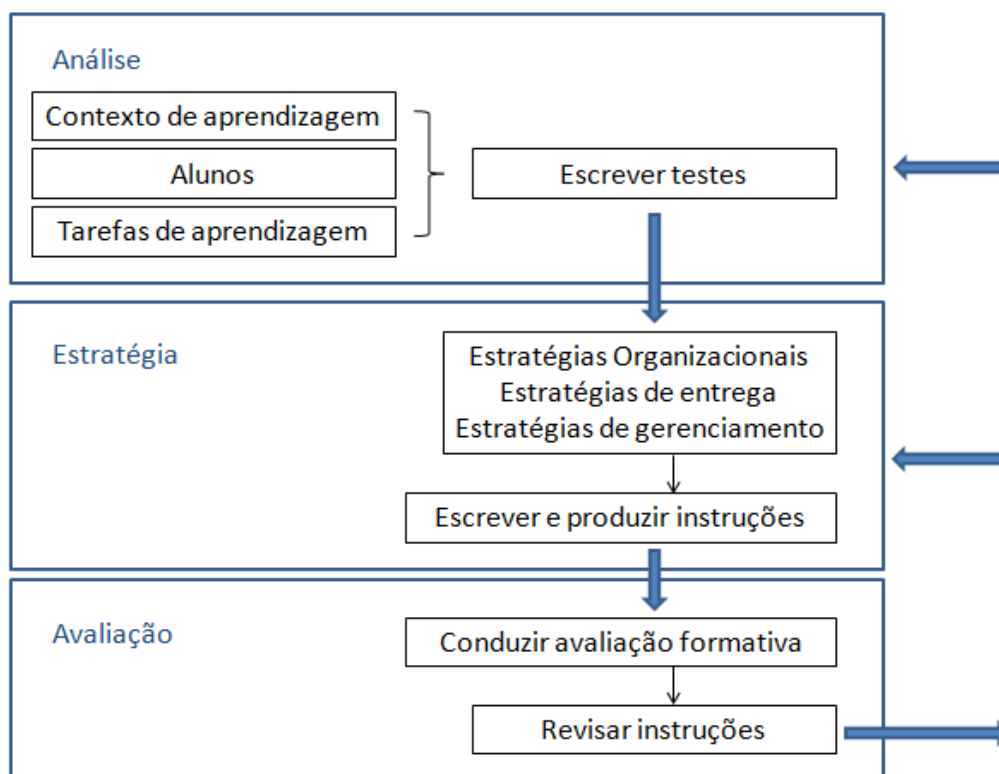 Análise
Contexto de aprendizagem
Alunos
Tarefas de aprendizagem
Escrever testes
Estratégia
Estratégias Organizacionais
Estratégias de entrega
Estratégias de gerenciamento
Escrever e produzir instruções
Avaliação
Conduzir avaliação formativa
Revisar instruções